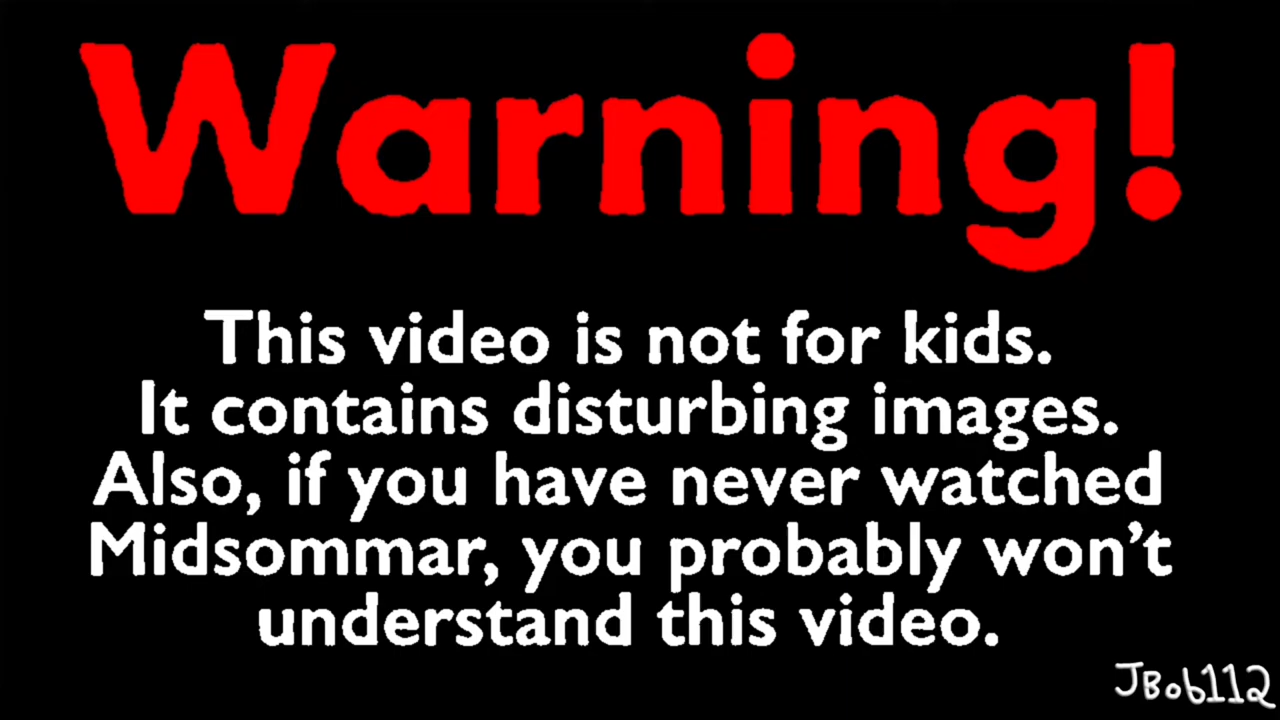 Warning!
This video is not for kids.
It contains disturbing images.
Also, if you have never watched
Midsommar, you probably won’t
understand this video.
JBob112